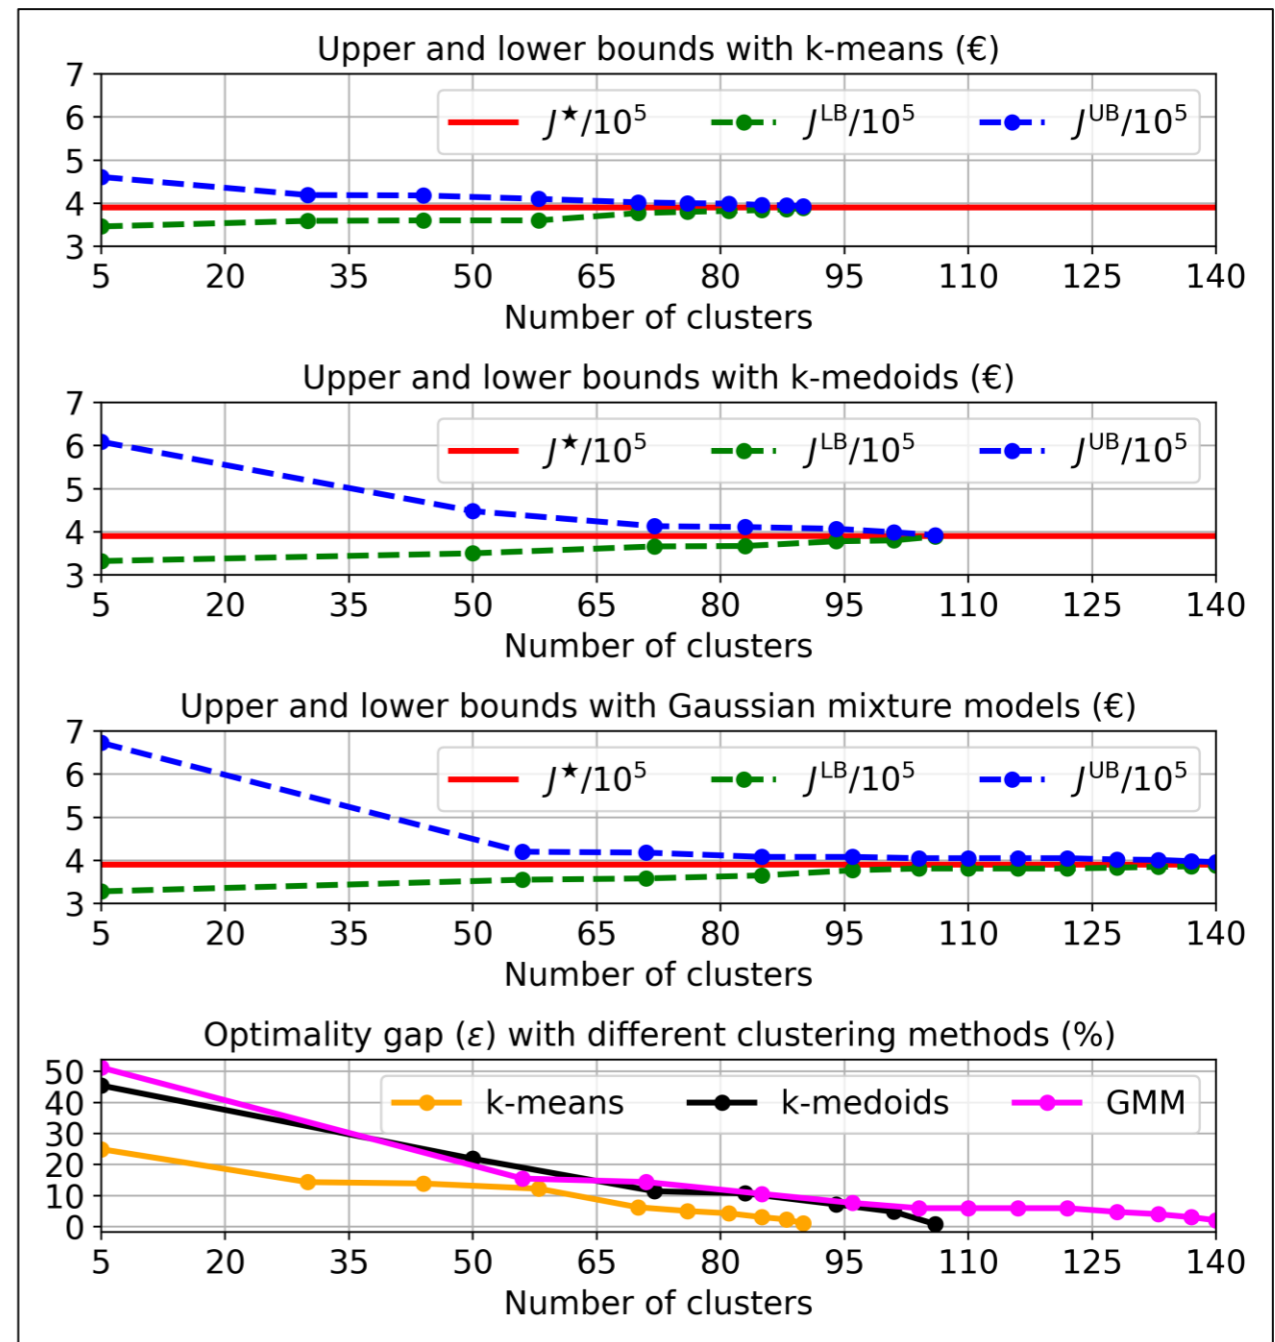 Upper and lower bounds with k-means (€)
7
6
5
4
3
J★/10⁵ J^LB/10⁵ J^UB/10⁵
5 20 35 50 65 80 95 110 125 140
Number of clusters
Upper and lower bounds with k-medoids (€)
7
6
5
4
3
J★/10⁵ J^LB/10⁵ J^UB/10⁵
5 20 35 50 65 80 95 110 125 140
Number of clusters
Upper and lower bounds with Gaussian mixture models (€)
7
6
5
4
3
J★/10⁵ J^LB/10⁵ J^UB/10⁵
5 20 35 50 65 80 95 110 125 140
Number of clusters
Optimality gap (ε) with different clustering methods (%)
50
40
30
20
10
0
k-means k-medoids GMM
5 20 35 50 65 80 95 110 125 140
Number of clusters